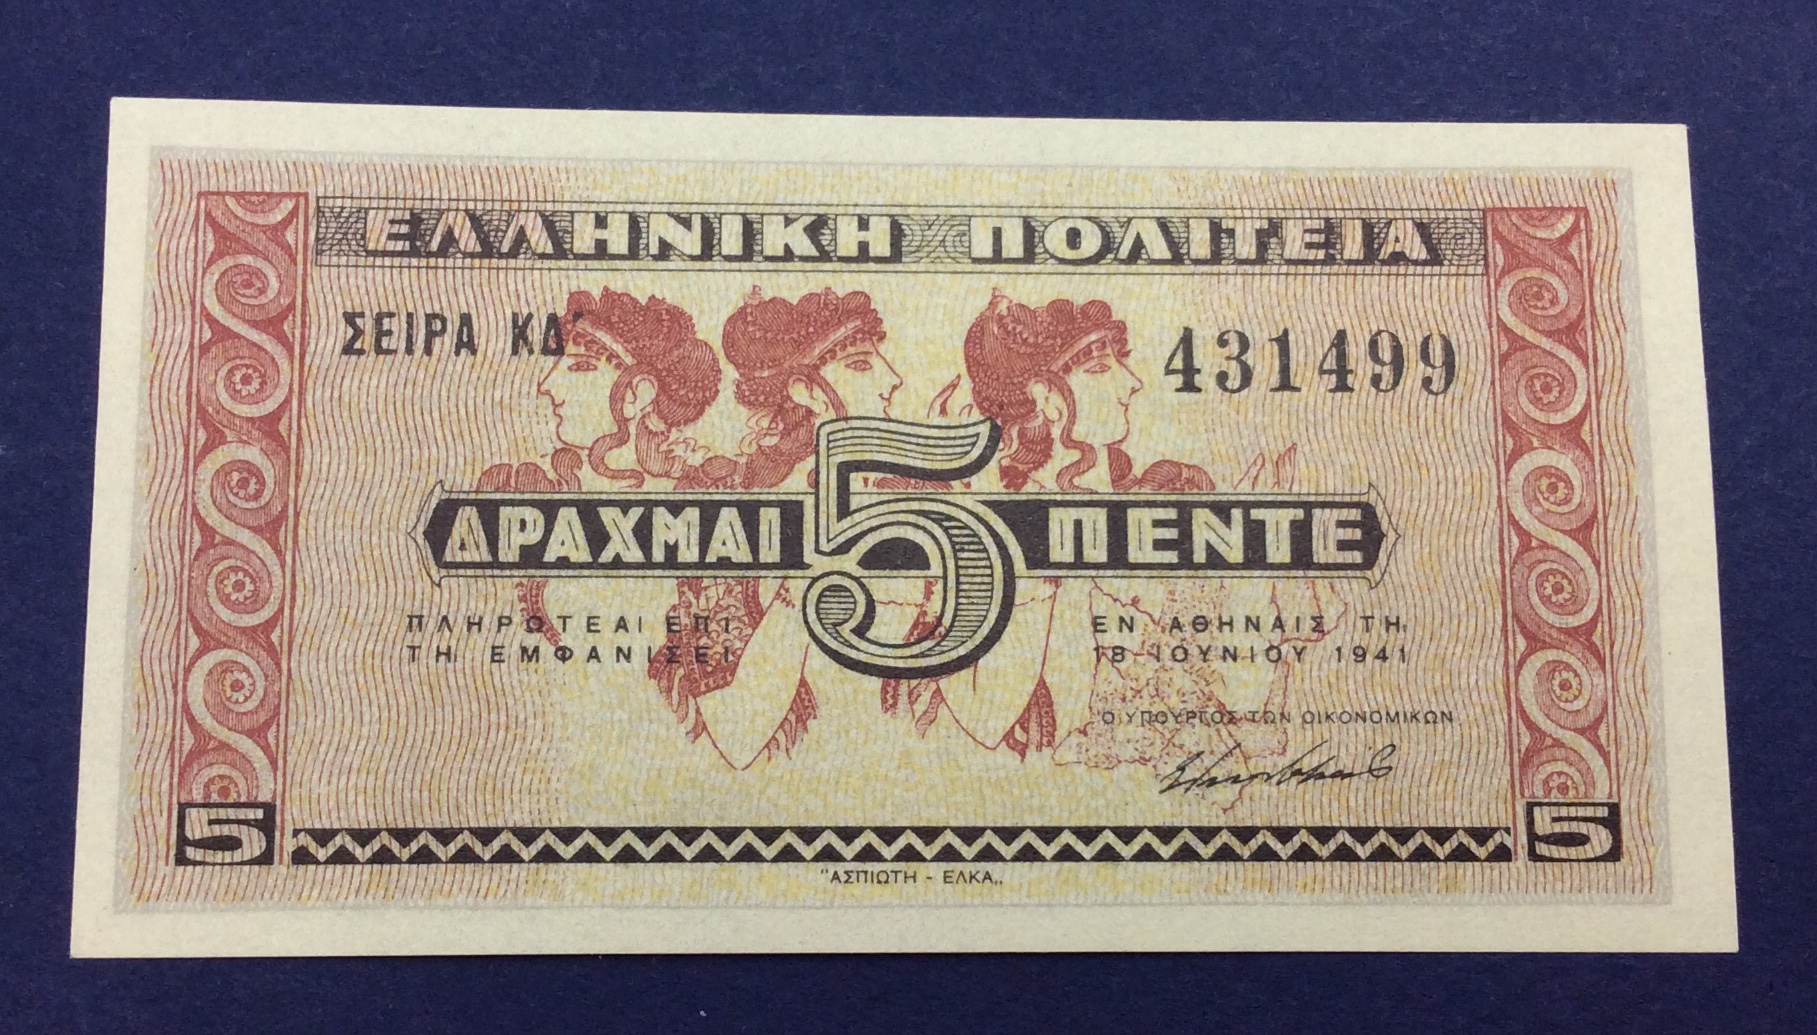 ΕΛΛΗΝΙΚΗ ΠΟΛΙΤΕΙΑ
ΣΕΙΡΑ ΚΔ΄ 431499
ΔΡΑΧΜΑΙ 5 ΠΕΝΤΕ
ΠΛΗΡΩΤΕΑΙ ΕΠΙ
ΤΗ ΕΜΦΑΝΙΣΕΙ
ΕΝ ΑΘΗΝΑΙΣ ΤΗ
18 ΙΟΥΝΙΟΥ 1941
Ο ΥΠΟΥΡΓΟΣ ΤΩΝ ΟΙΚΟΝΟΜΙΚΩΝ
5 5
"ΑΣΠΙΩΤΗ - ΕΛΚΑ„